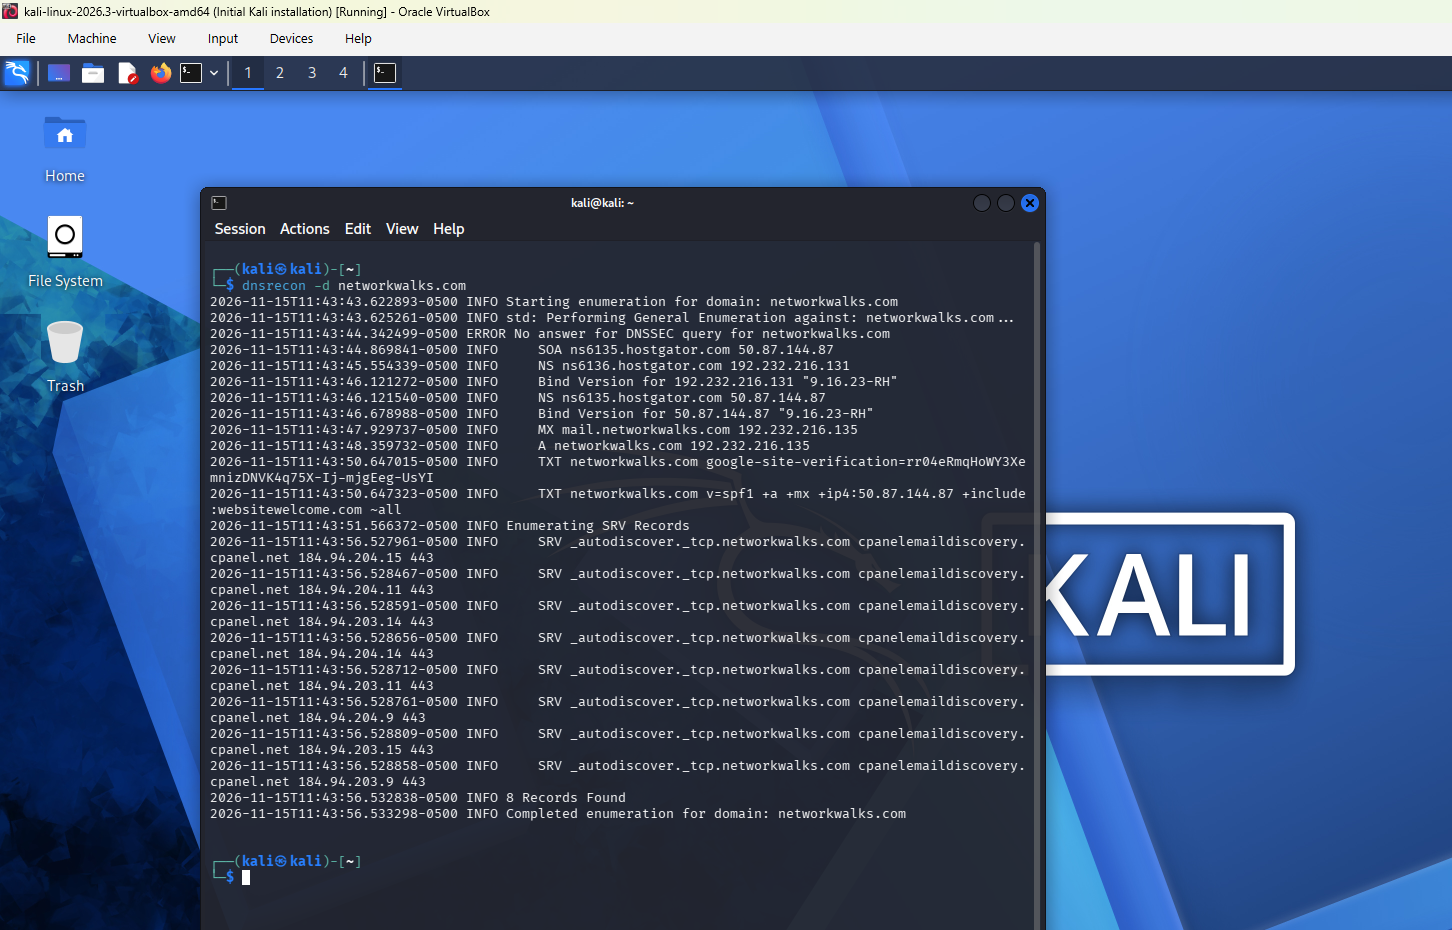 kali-linux-2026.3-virtualbox-amd64 (Initial Kali installation) [Running] - Oracle VirtualBox
File Machine View Input Devices Help
1 2 3 4
Home
File System
Trash
kali@kali: ~
Session Actions Edit View Help
┌──(kali㉿kali)-[~]
└─$ dnsrecon -d networkwalks.com
2026-11-15T11:43:43.622893-0500 INFO Starting enumeration for domain: networkwalks.com
2026-11-15T11:43:43.625261-0500 INFO std: Performing General Enumeration against: networkwalks.com...
2026-11-15T11:43:44.342499-0500 ERROR No answer for DNSSEC query for networkwalks.com
2026-11-15T11:43:44.869841-0500 INFO     SOA ns6135.hostgator.com 50.87.144.87
2026-11-15T11:43:45.554339-0500 INFO     NS ns6136.hostgator.com 192.232.216.131
2026-11-15T11:43:46.121272-0500 INFO     Bind Version for 192.232.216.131 "9.16.23-RH"
2026-11-15T11:43:46.121540-0500 INFO     NS ns6135.hostgator.com 50.87.144.87
2026-11-15T11:43:46.678988-0500 INFO     Bind Version for 50.87.144.87 "9.16.23-RH"
2026-11-15T11:43:47.929737-0500 INFO     MX mail.networkwalks.com 192.232.216.135
2026-11-15T11:43:48.359732-0500 INFO     A networkwalks.com 192.232.216.135
2026-11-15T11:43:50.647015-0500 INFO     TXT networkwalks.com google-site-verification=rr04eRmqHoWY3Xe
mnizDNVK4q75X-Ij-mjgEeg-UsYI
2026-11-15T11:43:50.647323-0500 INFO     TXT networkwalks.com v=spf1 +a +mx +ip4:50.87.144.87 +include
:websitewelcome.com ~all
2026-11-15T11:43:51.566372-0500 INFO Enumerating SRV Records
2026-11-15T11:43:56.527961-0500 INFO     SRV _autodiscover._tcp.networkwalks.com cpanelemaildiscovery.
cpanel.net 184.94.204.15 443
2026-11-15T11:43:56.528467-0500 INFO     SRV _autodiscover._tcp.networkwalks.com cpanelemaildiscovery.
cpanel.net 184.94.204.11 443
2026-11-15T11:43:56.528591-0500 INFO     SRV _autodiscover._tcp.networkwalks.com cpanelemaildiscovery.
cpanel.net 184.94.203.14 443
2026-11-15T11:43:56.528656-0500 INFO     SRV _autodiscover._tcp.networkwalks.com cpanelemaildiscovery.
cpanel.net 184.94.204.14 443
2026-11-15T11:43:56.528712-0500 INFO     SRV _autodiscover._tcp.networkwalks.com cpanelemaildiscovery.
cpanel.net 184.94.203.11 443
2026-11-15T11:43:56.528761-0500 INFO     SRV _autodiscover._tcp.networkwalks.com cpanelemaildiscovery.
cpanel.net 184.94.204.9 443
2026-11-15T11:43:56.528809-0500 INFO     SRV _autodiscover._tcp.networkwalks.com cpanelemaildiscovery.
cpanel.net 184.94.203.15 443
2026-11-15T11:43:56.528858-0500 INFO     SRV _autodiscover._tcp.networkwalks.com cpanelemaildiscovery.
cpanel.net 184.94.203.9 443
2026-11-15T11:43:56.532838-0500 INFO 8 Records Found
2026-11-15T11:43:56.533298-0500 INFO Completed enumeration for domain: networkwalks.com
┌──(kali㉿kali)-[~]
└─$
KALI